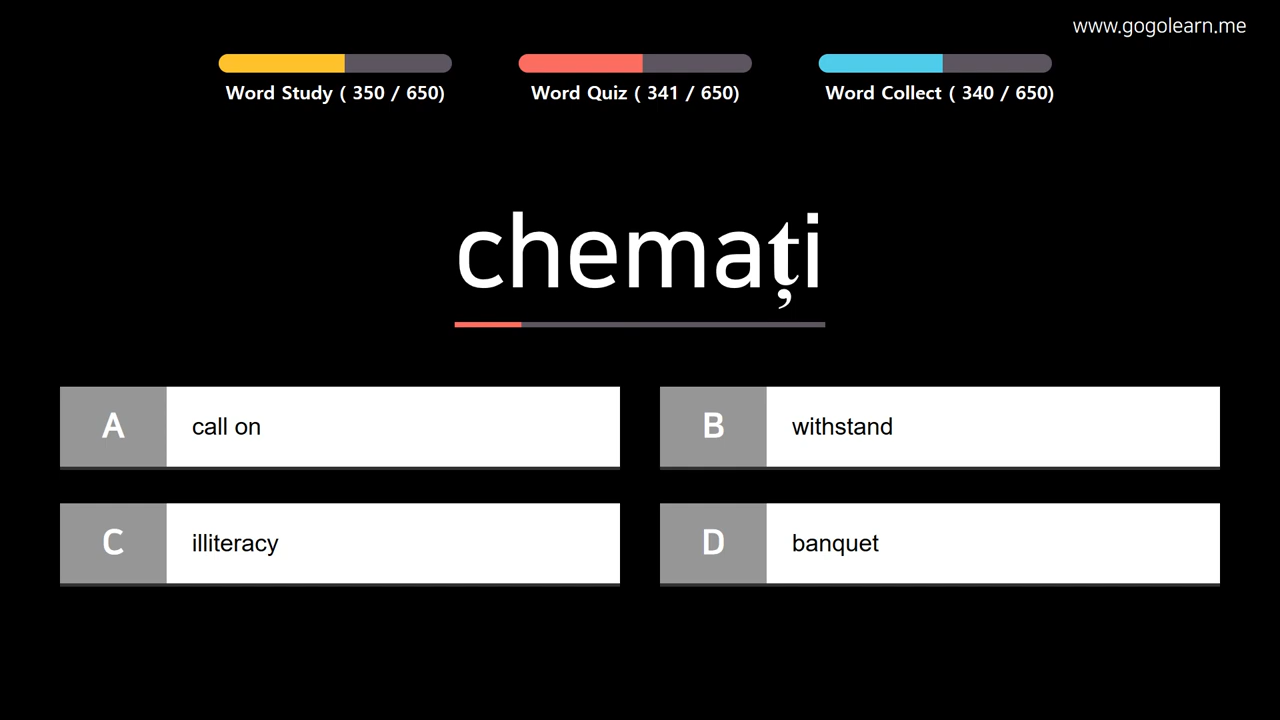 www.gogolearn.me
Word Study ( 350 / 650)
Word Quiz ( 341 / 650)
Word Collect ( 340 / 650)
chemați
A
call on
B
withstand
C
illiteracy
D
banquet